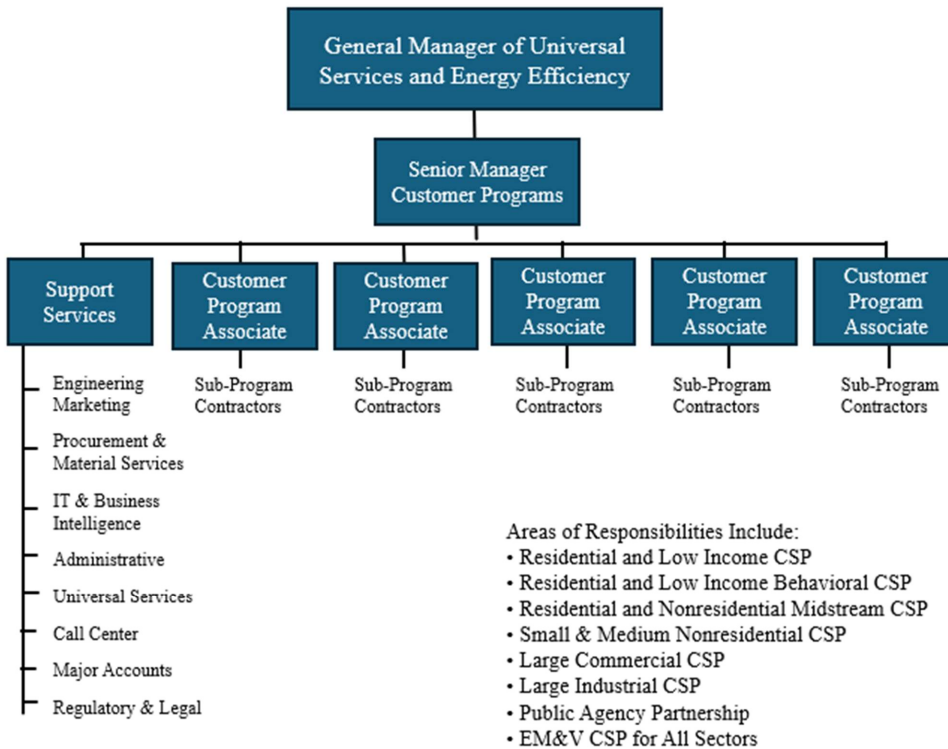 General Manager of Universal
Services and Energy Efficiency
Senior Manager
Customer Programs
Support
Services
Customer
Program
Associate
Customer
Program
Associate
Customer
Program
Associate
Customer
Program
Associate
Customer
Program
Associate
Engineering
Marketing
Procurement &
Material Services
IT & Business
Intelligence
Administrative
Universal Services
Call Center
Major Accounts
Regulatory & Legal
Sub-Program
Contractors
Sub-Program
Contractors
Sub-Program
Contractors
Sub-Program
Contractors
Sub-Program
Contractors
Areas of Responsibilities Include:
• Residential and Low Income CSP
• Residential and Low Income Behavioral CSP
• Residential and Nonresidential Midstream CSP
• Small & Medium Nonresidential CSP
• Large Commercial CSP
• Large Industrial CSP
• Public Agency Partnership
• EM&V CSP for All Sectors